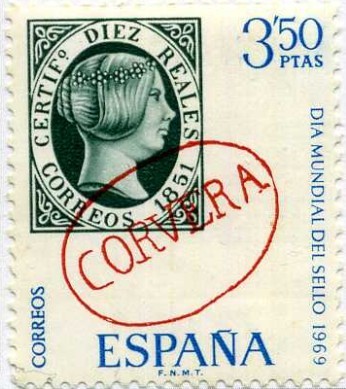 CERTIFº DIEZ REALES
CORREOS 1851
3'50
PTAS
CORVERA
DIA MUNDIAL DEL SELLO 1969
CORREOS
ESPAÑA
F.N.M.T.